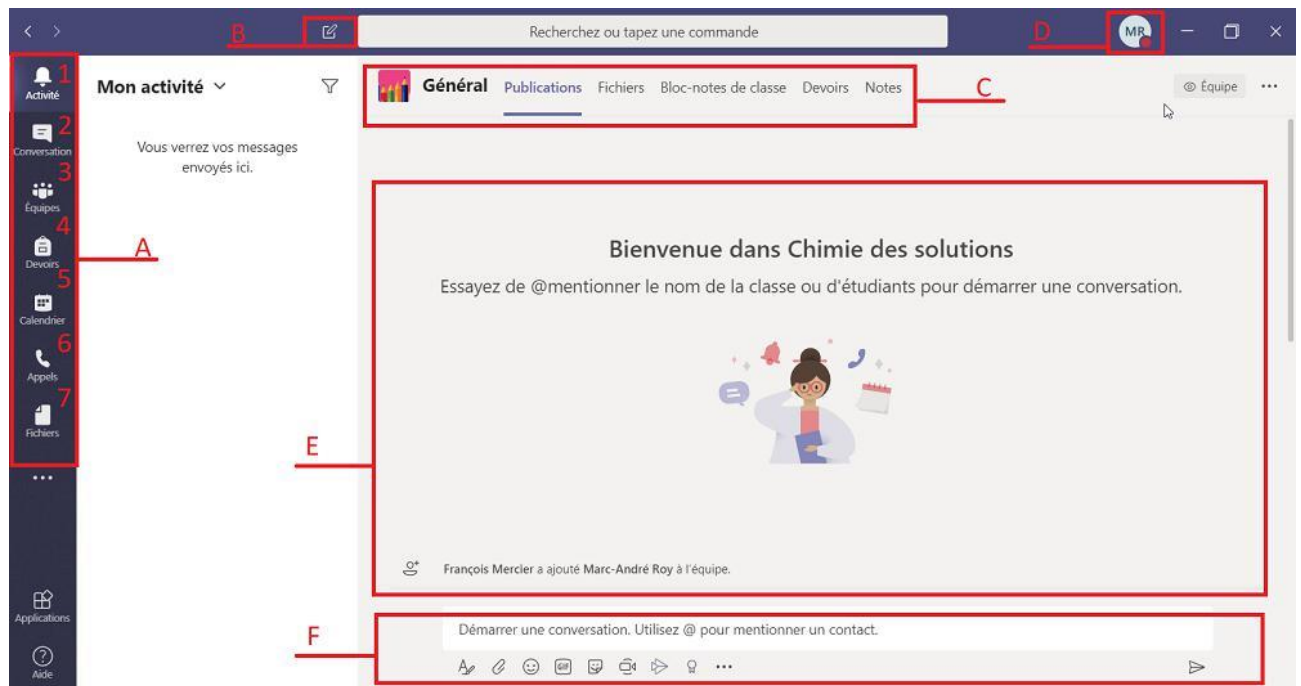 B
Recherchez ou tapez une commande
D
MR
1
Activité
2
Conversation
3
Équipes
4
Devoirs
5
Calendrier
6
Appels
7
Fichiers
A
Applications
Aide
Mon activité
Vous verrez vos messages
envoyés ici.
Général Publications Fichiers Bloc-notes de classe Devoirs Notes
C
Équipe
Bienvenue dans Chimie des solutions
Essayez de @mentionner le nom de la classe ou d'étudiants pour démarrer une conversation.
E
François Mercier a ajouté Marc-André Roy à l'équipe.
F
Démarrer une conversation. Utilisez @ pour mentionner un contact.
GIF